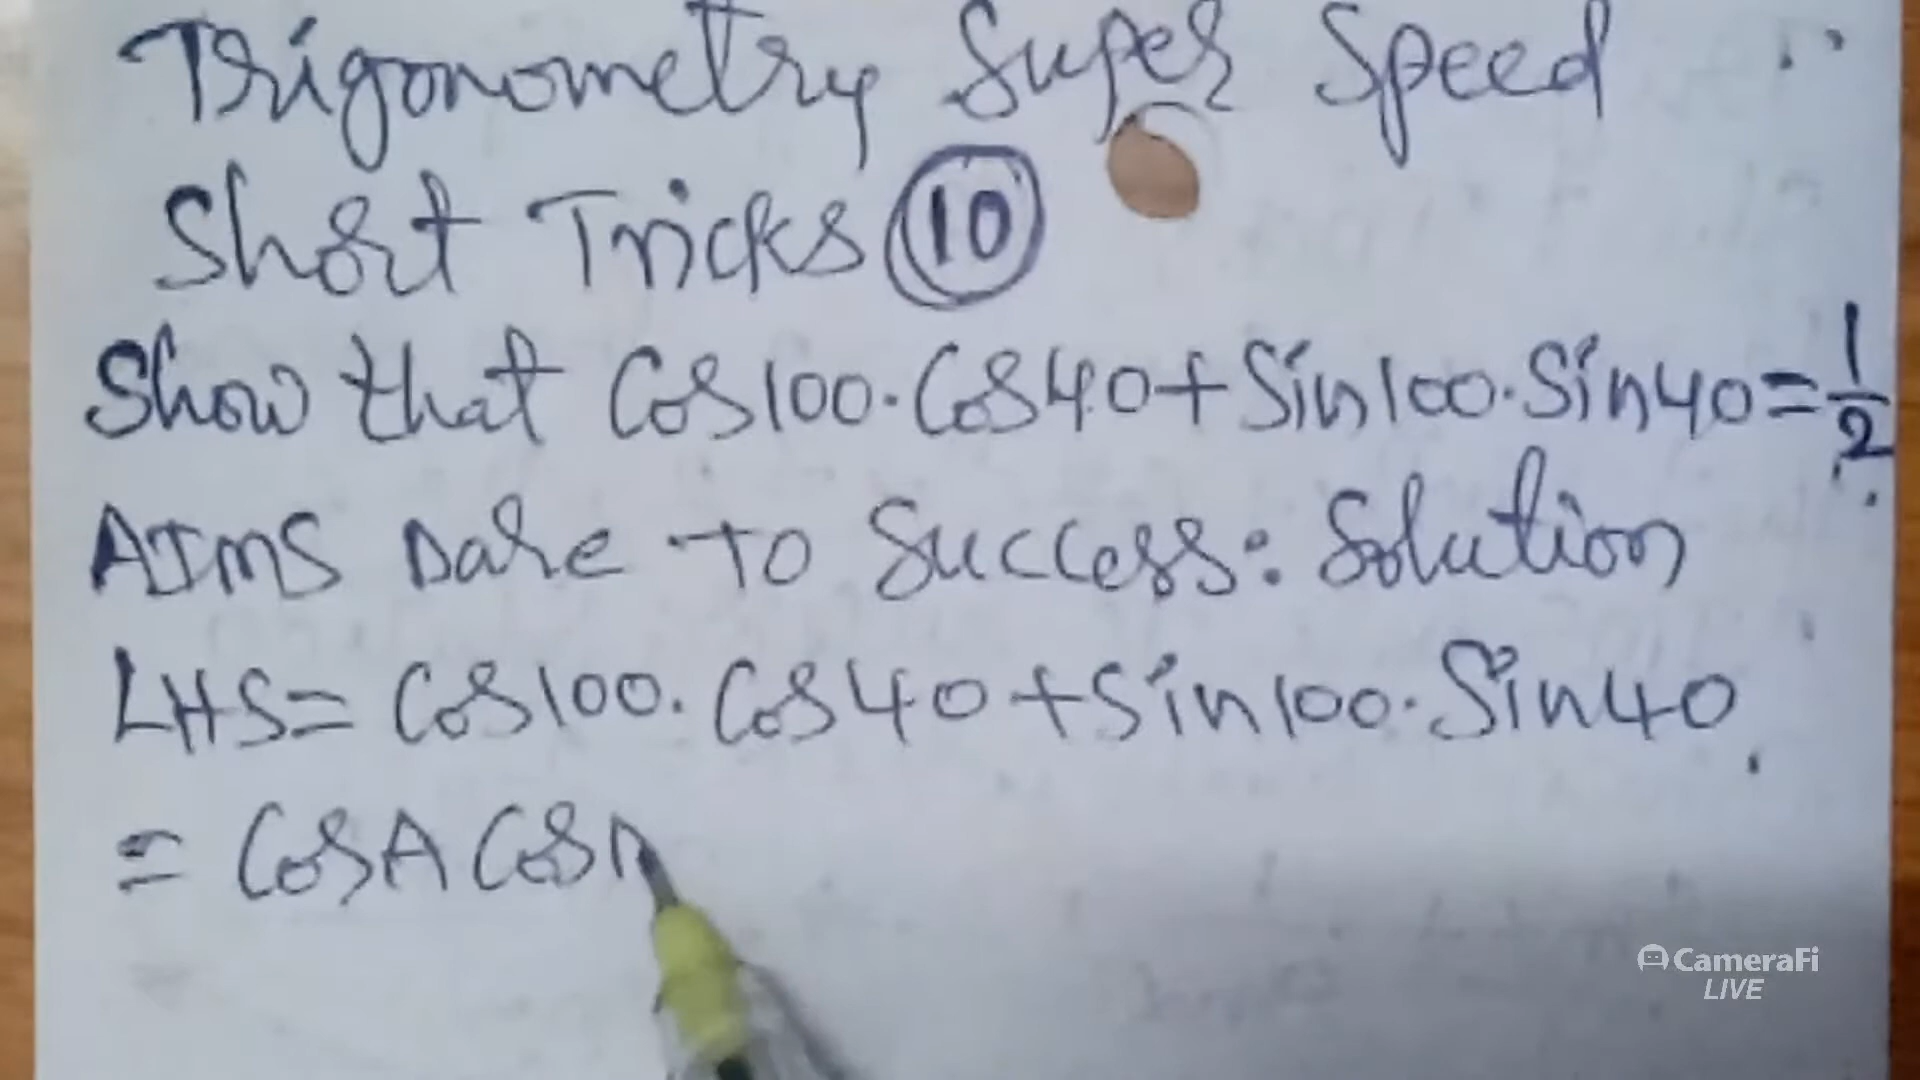 Trigonometry Super Speed
Short Tricks 10
Show that Cos100.Cos40+Sin100.Sin40=1/2
AIMS Dare to Success: Solution
LHS= Cos100.Cos40+Sin100.Sin40
= CosA Cos
CameraFi
LIVE